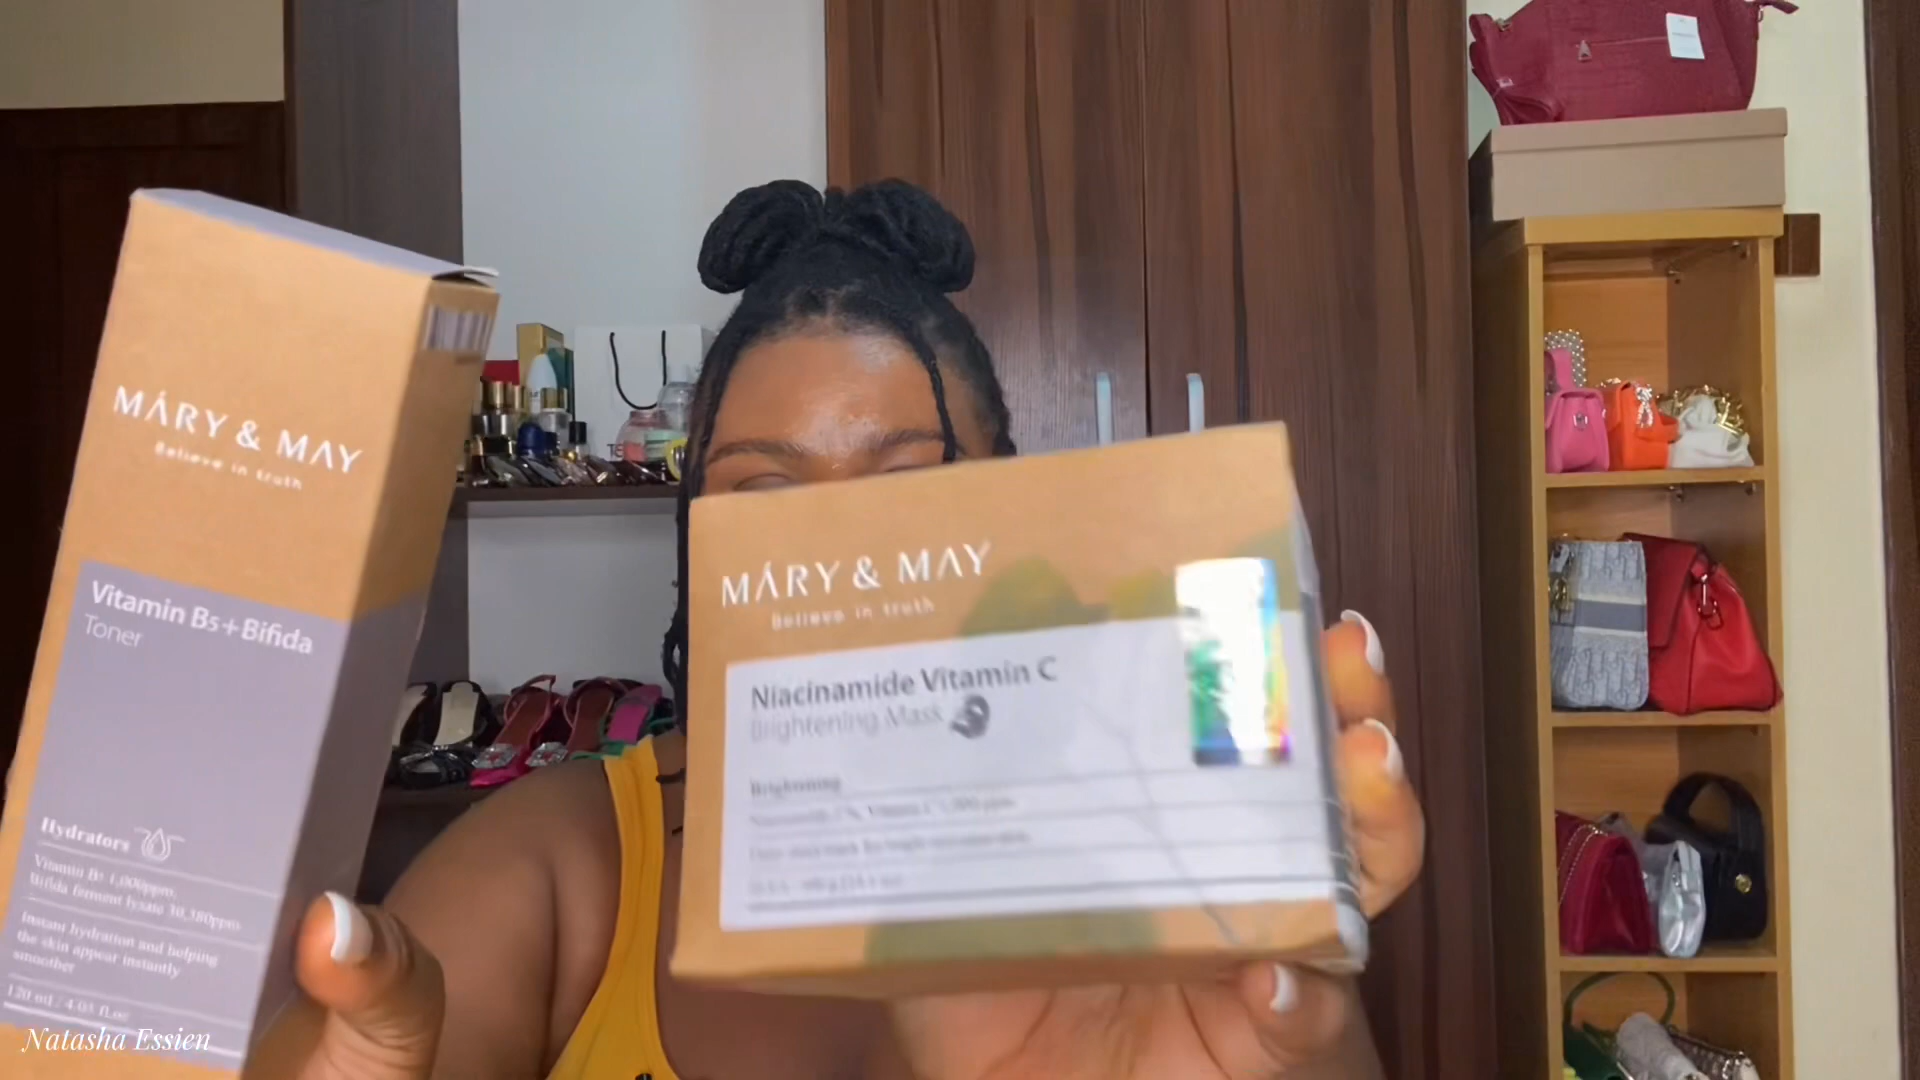 MÁRY & MAY
Believe in truth
Vitamin B5+Bifida
Toner
Hydrators
Vitamin B5 1,000ppm,
Bifida ferment lysate 30,380ppm
Instant hydration and helping
the skin appear instantly
smoother
120 ml / 4.05 fl.oz
MÁRY & MAY
Believe in truth
Niacinamide Vitamin C
Brightening Mask
Brightening
Natasha Essien